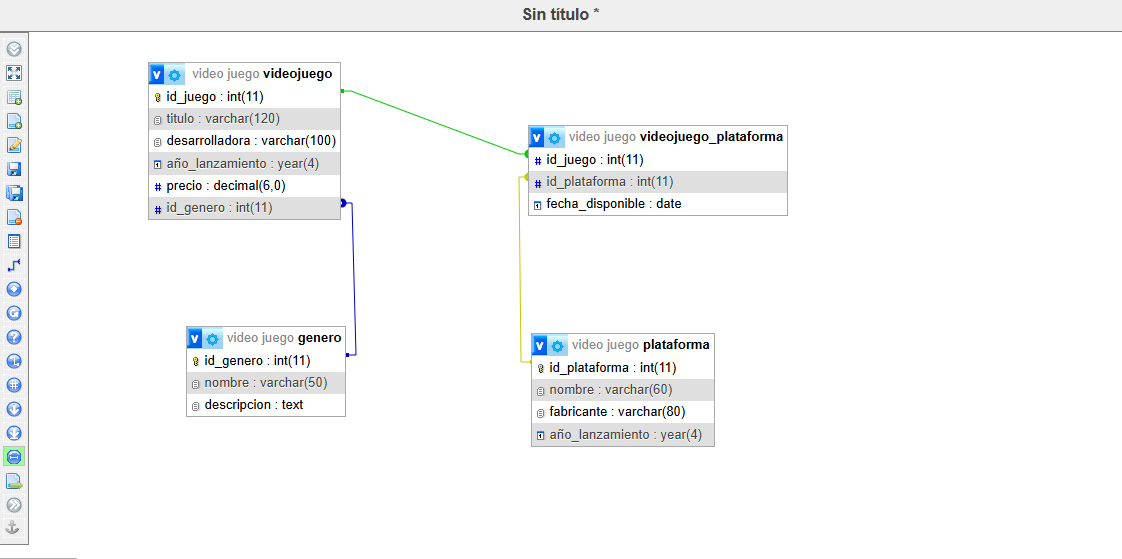 Sin título *
video juego videojuego
id_juego : int(11)
titulo : varchar(120)
desarrolladora : varchar(100)
año_lanzamiento : year(4)
# precio : decimal(6,0)
# id_genero : int(11)
video juego videojuego_plataforma
# id_juego : int(11)
# id_plataforma : int(11)
fecha_disponible : date
video juego genero
id_genero : int(11)
nombre : varchar(50)
descripcion : text
video juego plataforma
id_plataforma : int(11)
nombre : varchar(60)
fabricante : varchar(80)
año_lanzamiento : year(4)